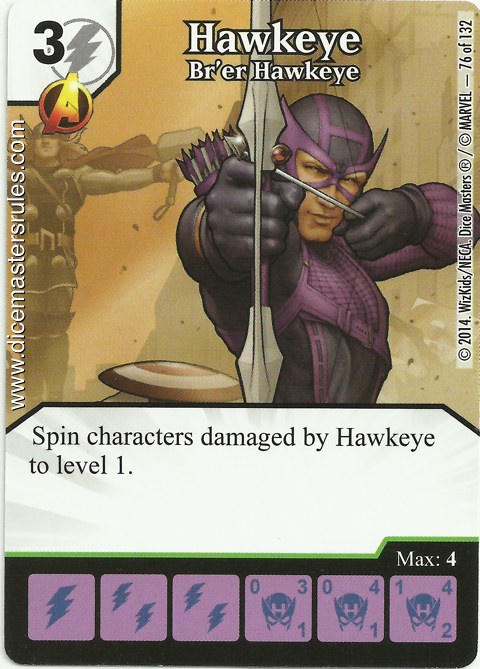 3
Hawkeye
Br'er Hawkeye
www.dicemastersrules.com
© 2014. WizKids/NECA. Dice Masters ® / © MARVEL — 76 of 132
Spin characters damaged by Hawkeye
to level 1.
Max: 4
0 3 1
0 4 1
1 4 2